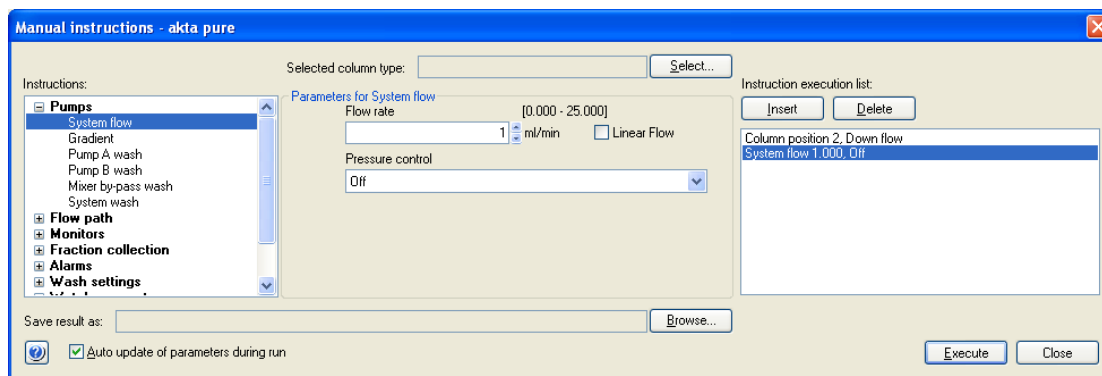 Manual instructions - akta pure
Selected column type:
Select...
Instructions:
Pumps
System flow
Gradient
Pump A wash
Pump B wash
Mixer by-pass wash
System wash
Flow path
Monitors
Fraction collection
Alarms
Wash settings
Parameters for System flow
Flow rate [0.000 - 25.000]
1 ml/min Linear Flow
Pressure control
Off
Instruction execution list:
Insert Delete
Column position 2, Down flow
System flow 1.000, Off
Save result as:
Browse...
Auto update of parameters during run
Execute Close